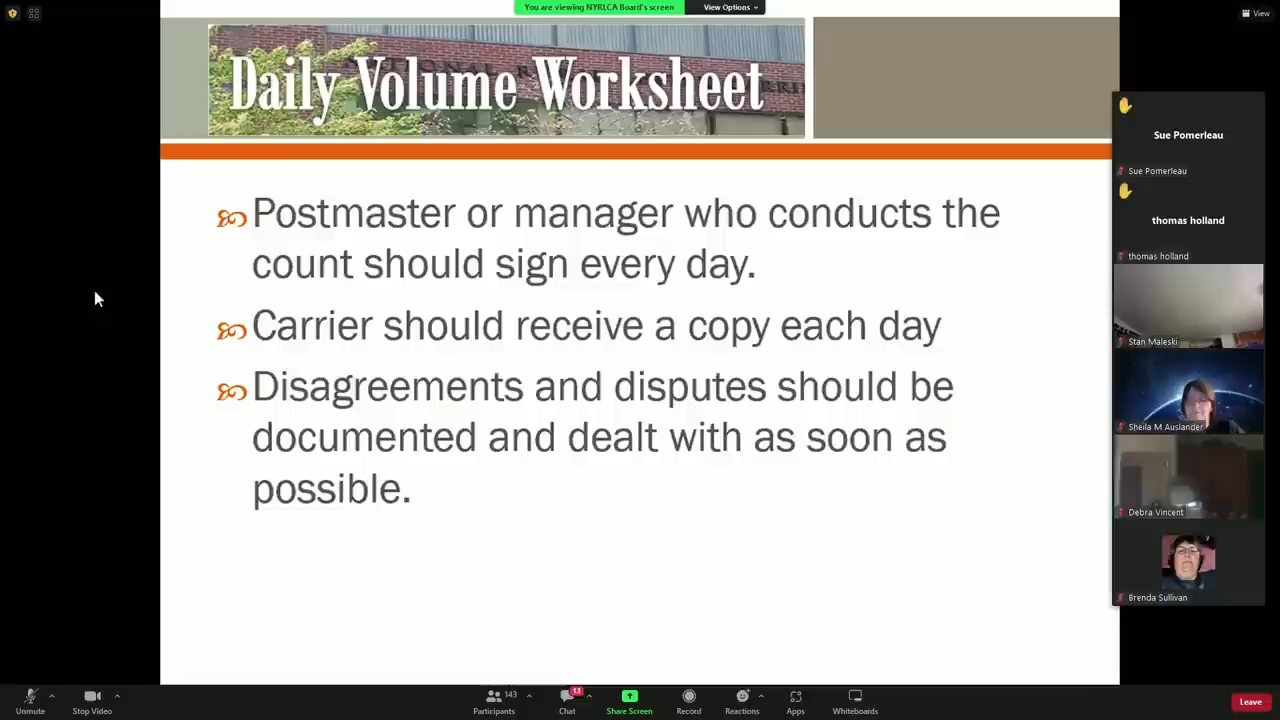 You are viewing NYRLCA Board's screen
View Options
View
Daily Volume Worksheet
Postmaster or manager who conducts the
count should sign every day.
Carrier should receive a copy each day
Disagreements and disputes should be
documented and dealt with as soon as
possible.
Sue Pomerleau
Sue Pomerleau
thomas holland
thomas holland
Stan Maleski
Sheila M Auslander
Debra Vincent
Brenda Sullivan
Unmute
Stop Video
143
Participants
13
Chat
Share Screen
Record
Reactions
Apps
Whiteboards
Leave